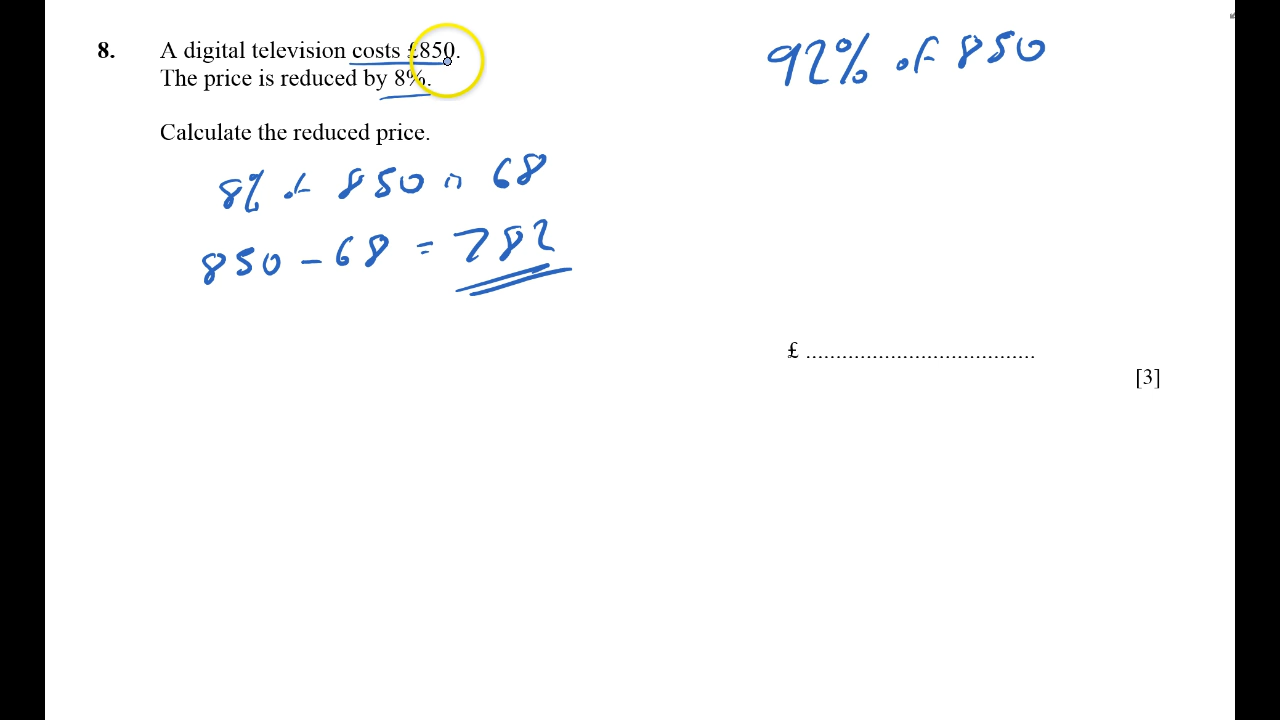 8. A digital television costs £850.
The price is reduced by 8%.
92% of 850
Calculate the reduced price.
8% of 850 = 68
850 - 68 = 782
£ ......................................
[3]